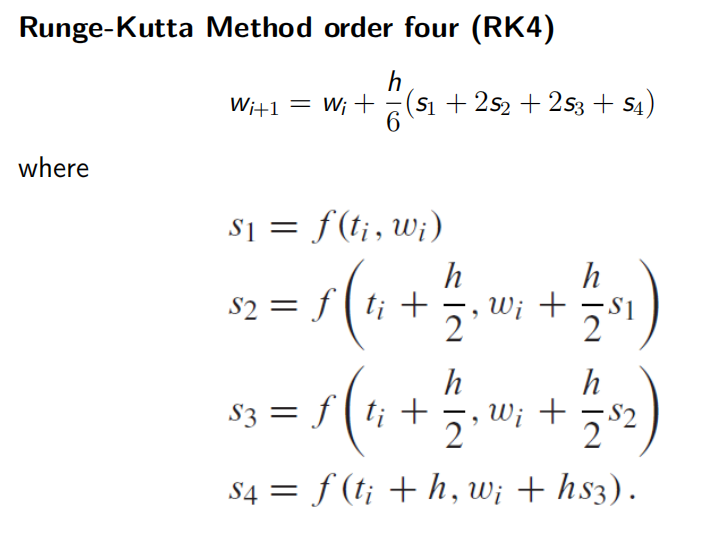 Runge-Kutta Method order four (RK4)
w_{i+1} = w_i + \frac{h}{6}(s_1 + 2s_2 + 2s_3 + s_4)
where
s_1 = f(t_i, w_i)
s_2 = f\left(t_i + \frac{h}{2}, w_i + \frac{h}{2}s_1\right)
s_3 = f\left(t_i + \frac{h}{2}, w_i + \frac{h}{2}s_2\right)
s_4 = f(t_i + h, w_i + hs_3).